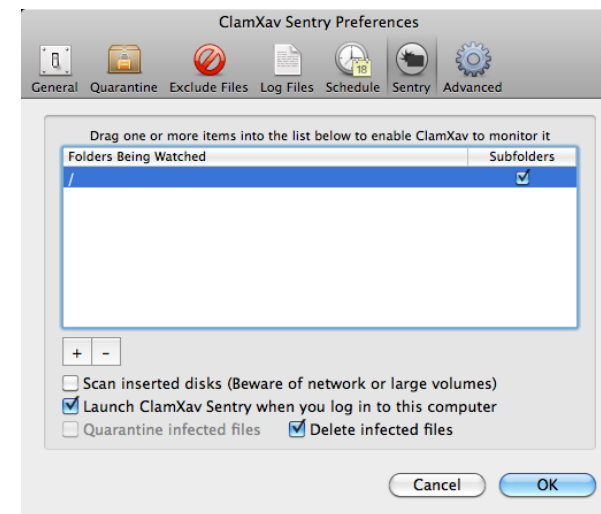 ClamXav Sentry Preferences
18
General Quarantine Exclude Files Log Files Schedule Sentry Advanced
Drag one or more items into the list below to enable ClamXav to monitor it
Folders Being Watched Subfolders
/
+ -
Scan inserted disks (Beware of network or large volumes)
Launch ClamXav Sentry when you log in to this computer
Quarantine infected files Delete infected files
Cancel OK